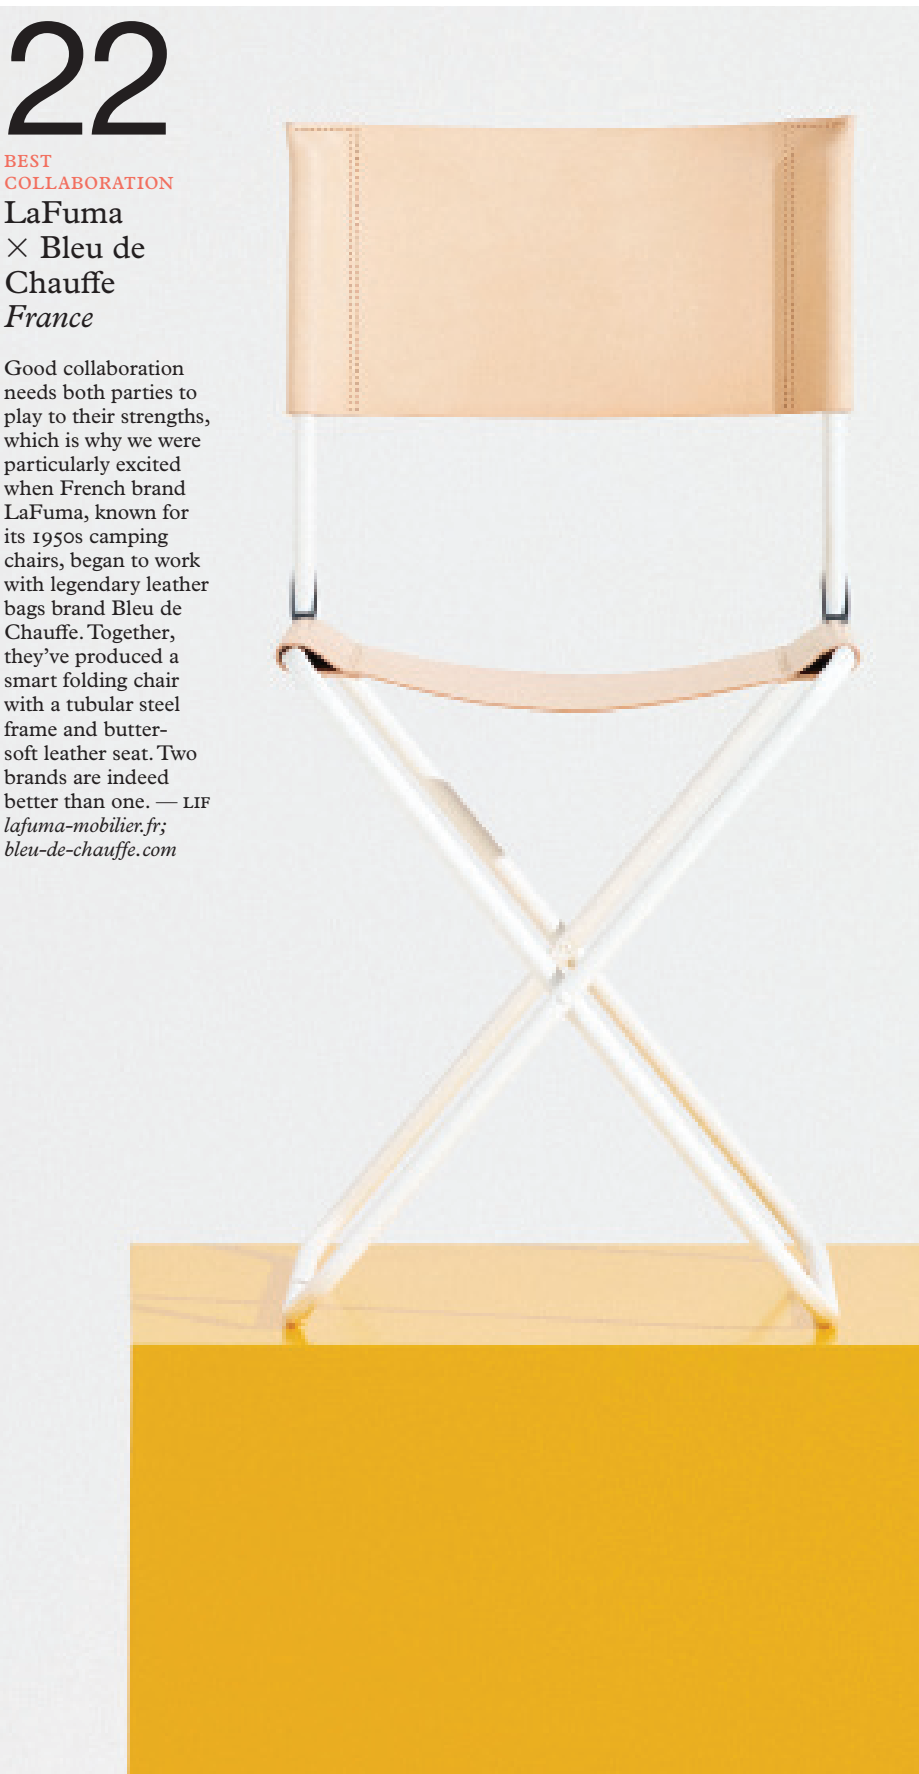 22
BEST
COLLABORATION
LaFuma
× Bleu de
Chauffe
France
Good collaboration
needs both parties to
play to their strengths,
which is why we were
particularly excited
when French brand
LaFuma, known for
its 1950s camping
chairs, began to work
with legendary leather
bags brand Bleu de
Chauffe. Together,
they’ve produced a
smart folding chair
with a tubular steel
frame and butter-
soft leather seat. Two
brands are indeed
better than one. — LIF
lafuma-mobilier.fr;
bleu-de-chauffe.com